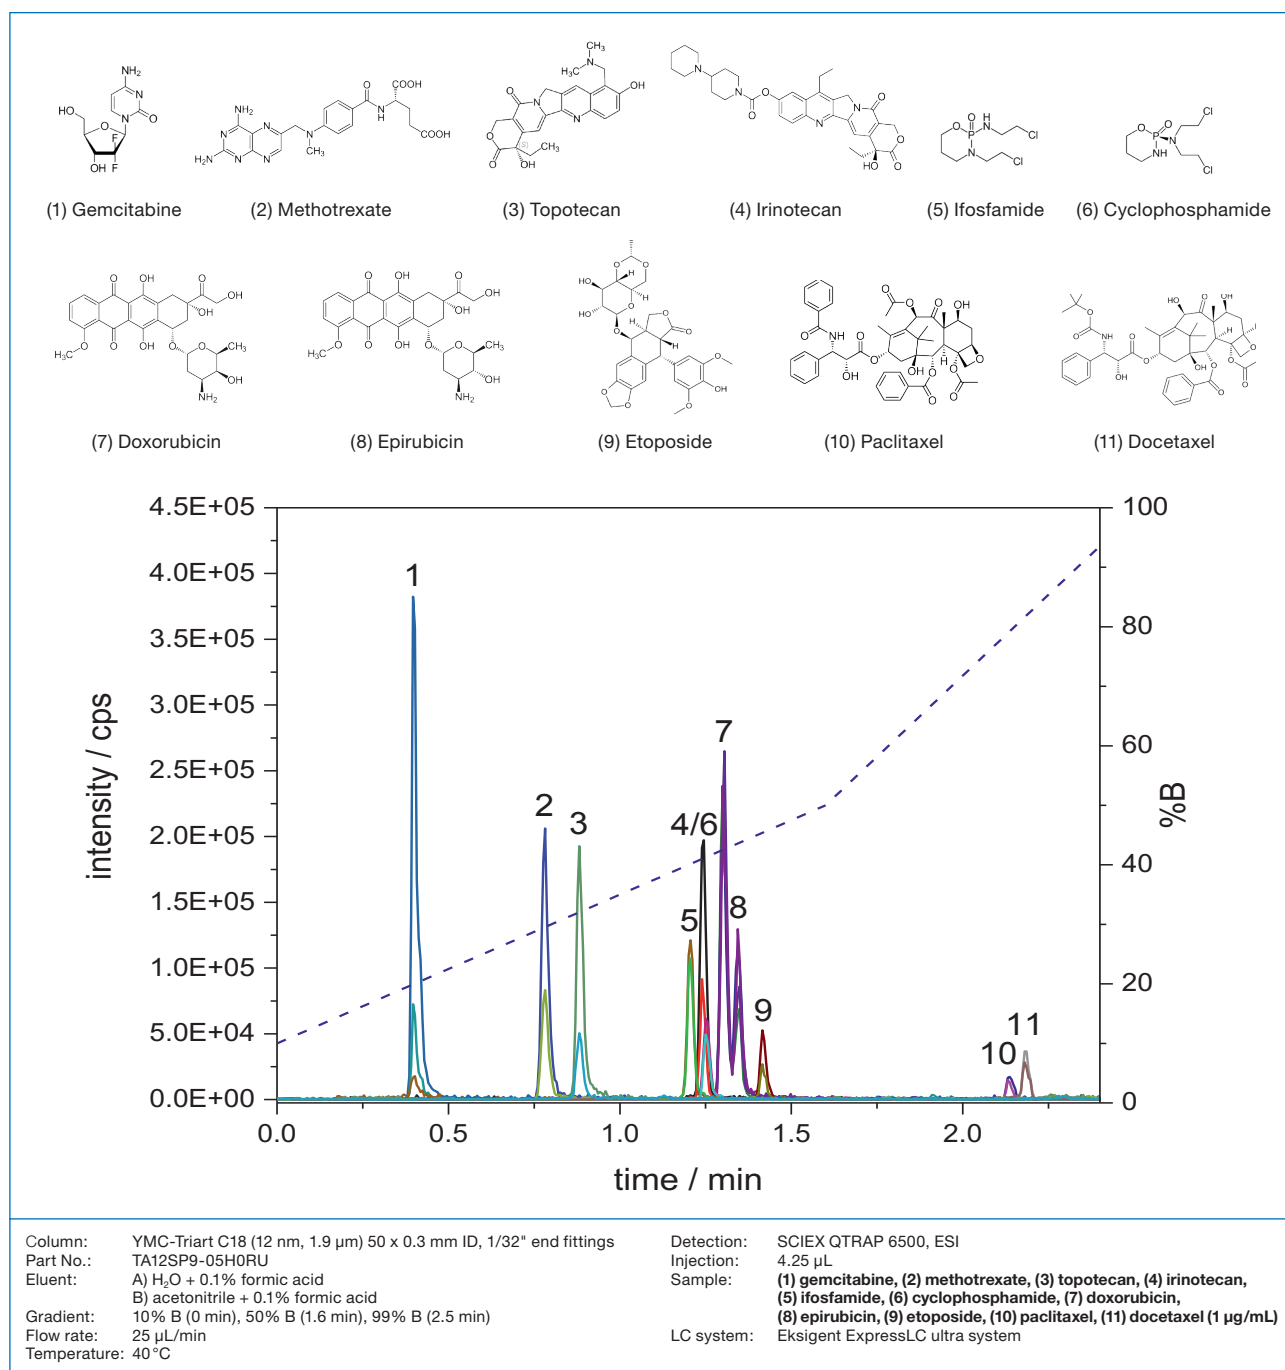 (1) Gemcitabine
(2) Methotrexate
(3) Topotecan
(4) Irinotecan
(5) Ifosfamide
(6) Cyclophosphamide
(7) Doxorubicin
(8) Epirubicin
(9) Etoposide
(10) Paclitaxel
(11) Docetaxel
4.5E+05
4.0E+05
3.5E+05
3.0E+05
2.5E+05
2.0E+05
1.5E+05
1.0E+05
5.0E+04
0.0E+00
intensity / cps
1
2
3
4/6
5
7
8
9
10
11
100
80
60
40
20
0
%B
0.0
0.5
1.0
1.5
2.0
time / min
Column: YMC-Triart C18 (12 nm, 1.9 µm) 50 x 0.3 mm ID, 1/32" end fittings
Part No.: TA12SP9-05H0RU
Eluent: A) H₂O + 0.1% formic acid
B) acetonitrile + 0.1% formic acid
Gradient: 10% B (0 min), 50% B (1.6 min), 99% B (2.5 min)
Flow rate: 25 µL/min
Temperature: 40 °C
Detection: SCIEX QTRAP 6500, ESI
Injection: 4.25 µL
Sample: (1) gemcitabine, (2) methotrexate, (3) topotecan, (4) irinotecan,
(5) ifosfamide, (6) cyclophosphamide, (7) doxorubicin,
(8) epirubicin, (9) etoposide, (10) paclitaxel, (11) docetaxel (1 µg/mL)
LC system: Eksigent ExpressLC ultra system